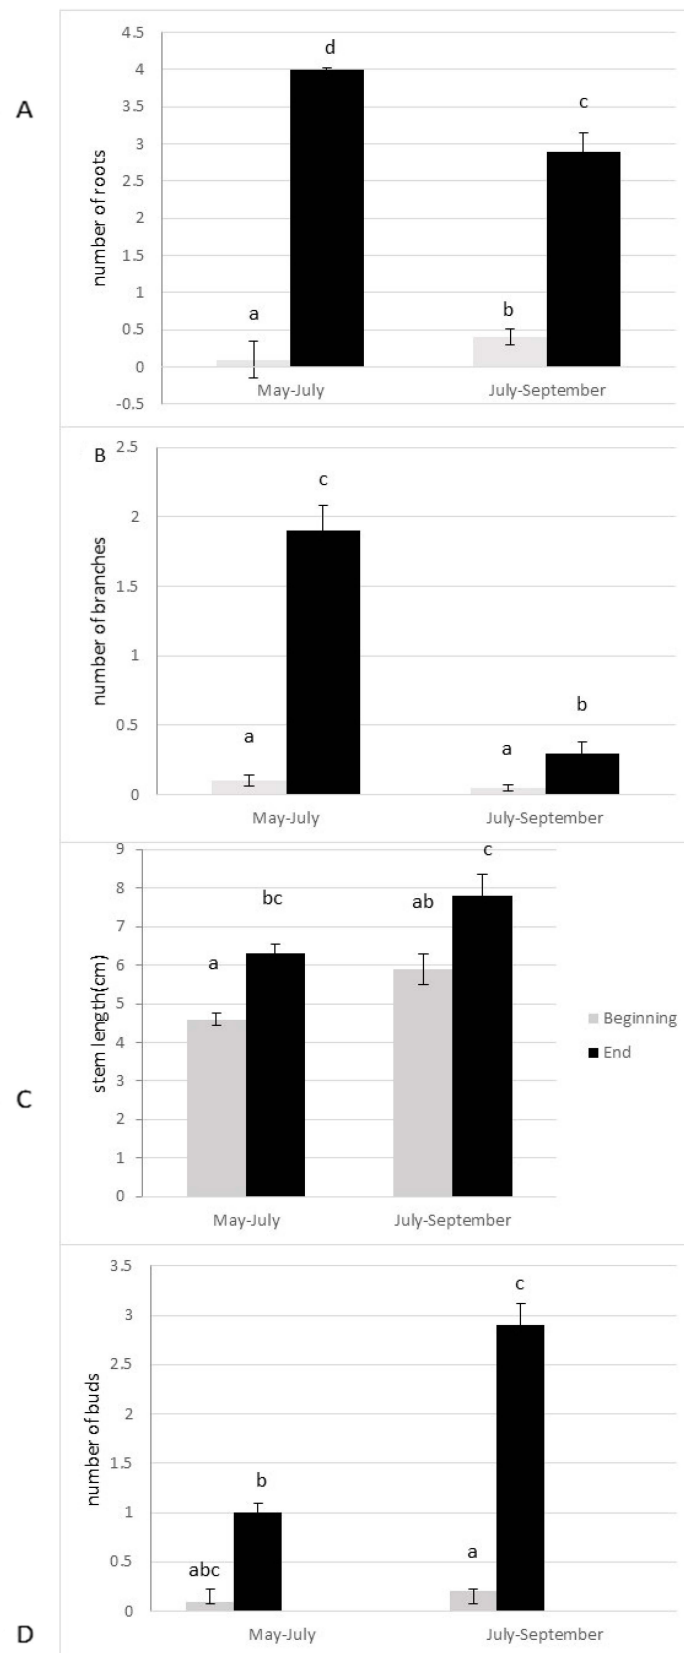 A
number of roots
4.5
4
3.5
3
2.5
2
1.5
1
0.5
0
-0.5
a
d
b
c
May-July
July-September
B
number of branches
2.5
2
1.5
1
0.5
0
a
c
a
b
May-July
July-September
C
stem length(cm)
9
8
7
6
5
4
3
2
1
0
a
bc
ab
c
May-July
July-September
Beginning
End
D
number of buds
3.5
3
2.5
2
1.5
1
0.5
0
abc
b
a
c
May-July
July-September